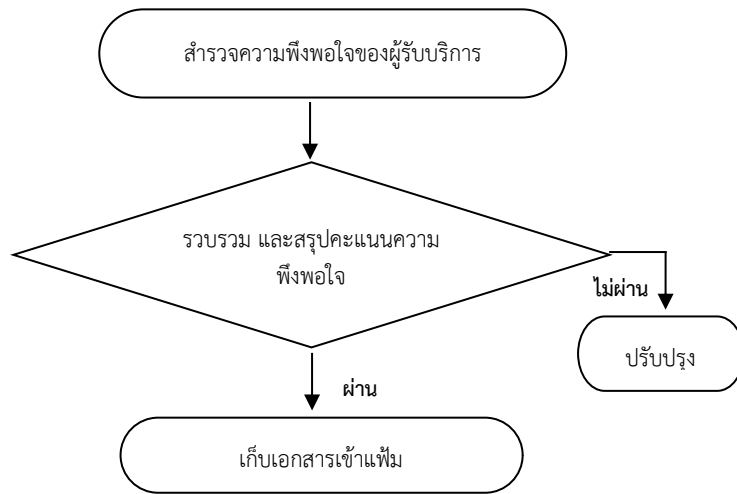 สำรวจความพึงพอใจของผู้รับบริการ
รวบรวม และสรุปคะแนนความ
พึงพอใจ
ไม่ผ่าน
ปรับปรุง
ผ่าน
เก็บเอกสารเข้าแฟ้ม